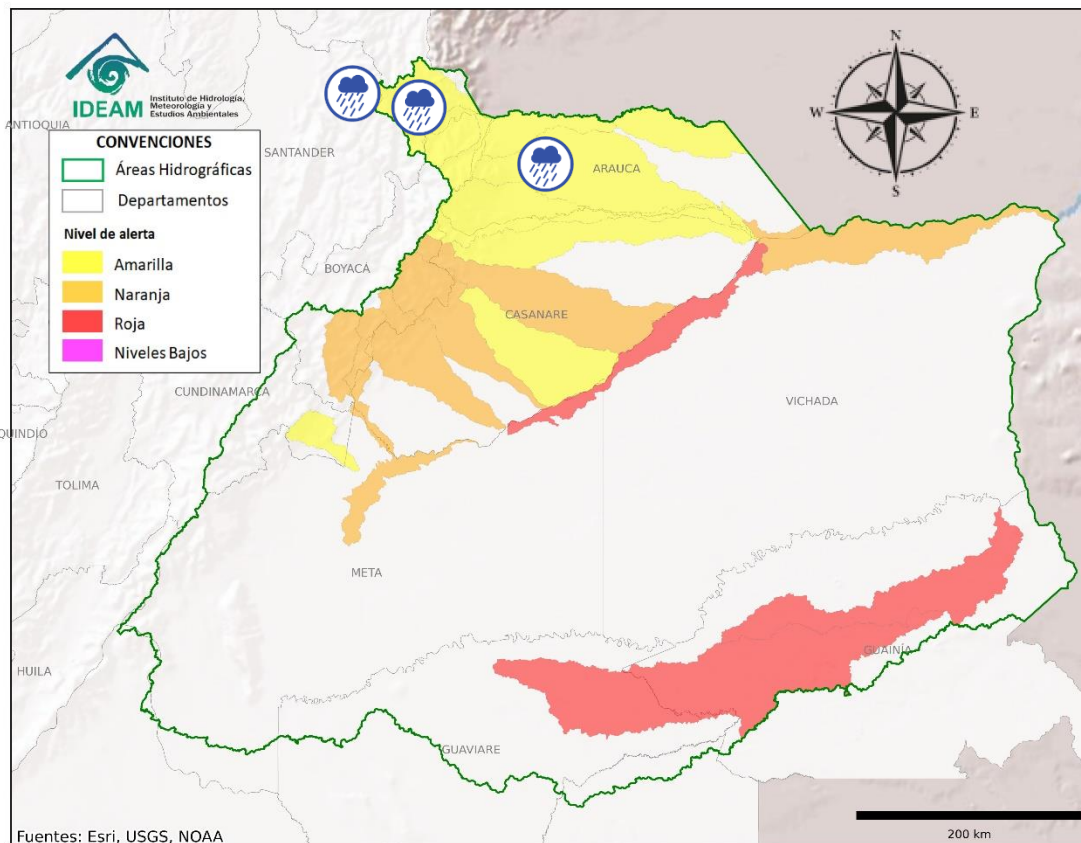 IDEAM
Instituto de Hidrología,
Meteorología y
Estudios Ambientales
ANTIOQUIA
CONVENCIONES
Áreas Hidrográficas
Departamentos
Nivel de alerta
Amarilla
Naranja
Roja
Niveles Bajos
N
W
E
S
SANTANDER
ARAUCA
BOYACÁ
CASANARE
CUNDINAMARCA
VICHADA
QUINDÍO
TOLIMA
META
HUILA
GUAINÍA
GUAVIARE
Fuentes: Esri, USGS, NOAA
200 km